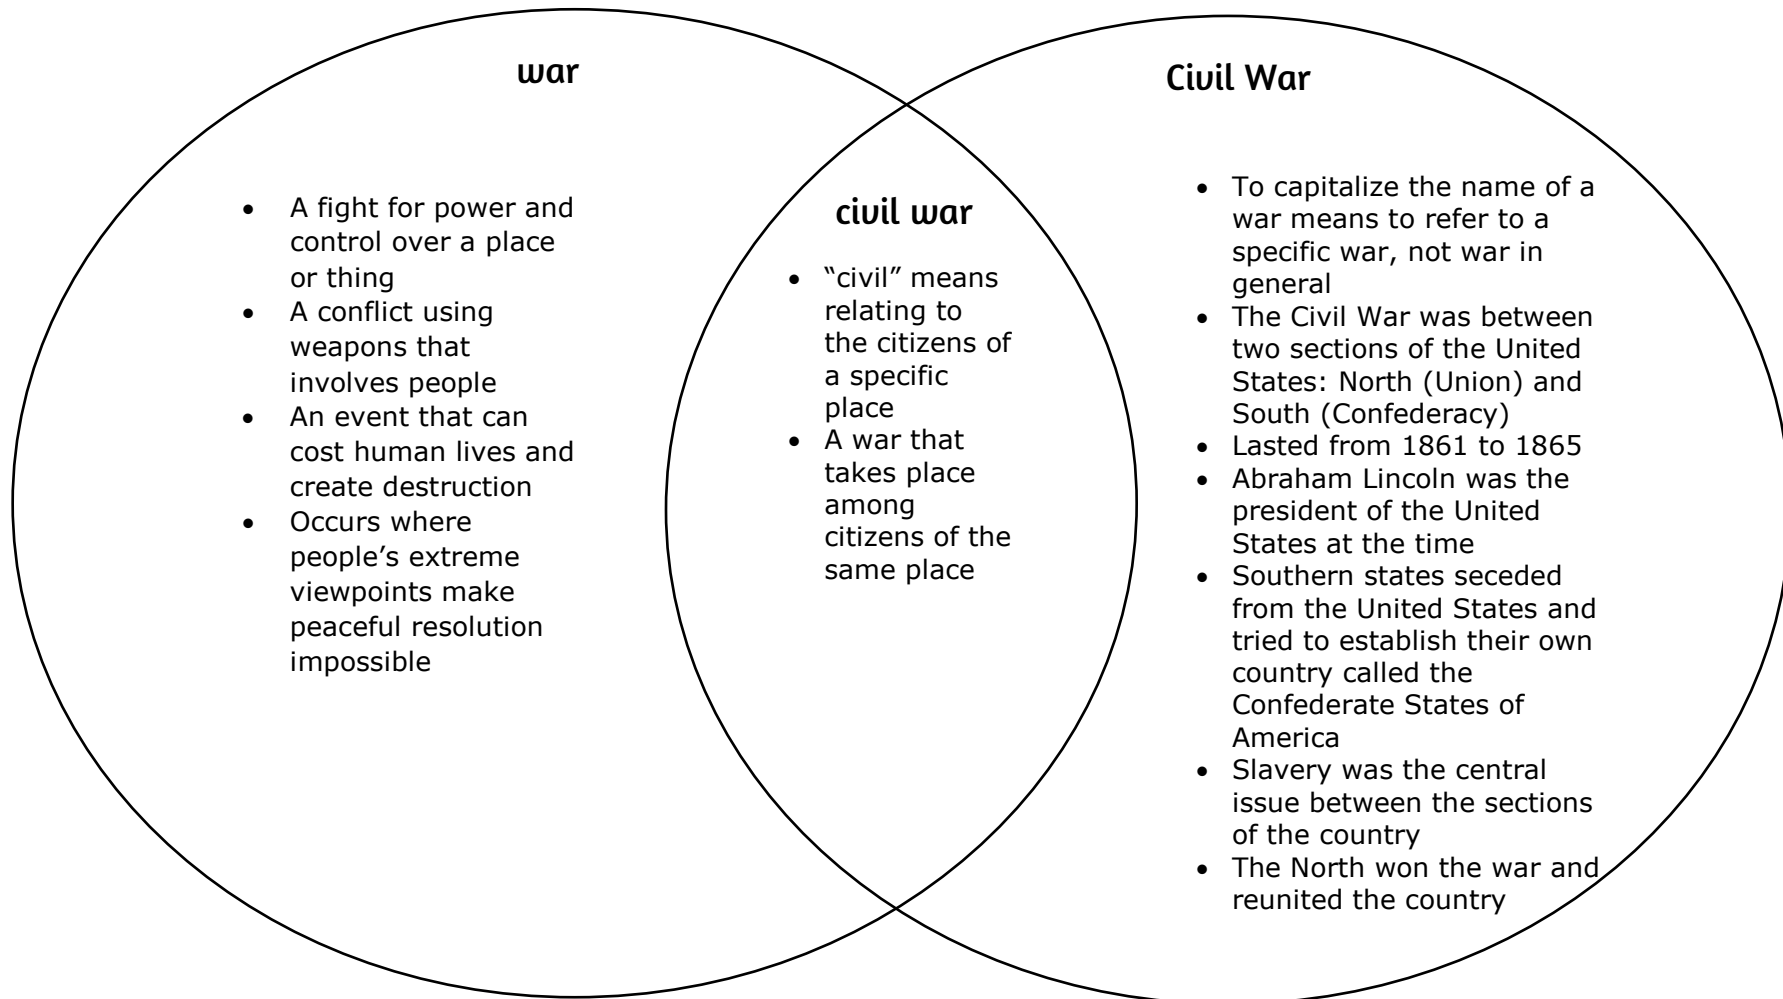 war
• A fight for power and
control over a place
or thing
• A conflict using
weapons that
involves people
• An event that can
cost human lives and
create destruction
• Occurs where
people’s extreme
viewpoints make
peaceful resolution
impossible
civil war
• “civil” means
relating to
the citizens of
a specific
place
• A war that
takes place
among
citizens of the
same place
Civil War
• To capitalize the name of a
war means to refer to a
specific war, not war in
general
• The Civil War was between
two sections of the United
States: North (Union) and
South (Confederacy)
• Lasted from 1861 to 1865
• Abraham Lincoln was the
president of the United
States at the time
• Southern states seceded
from the United States and
tried to establish their own
country called the
Confederate States of
America
• Slavery was the central
issue between the sections
of the country
• The North won the war and
reunited the country